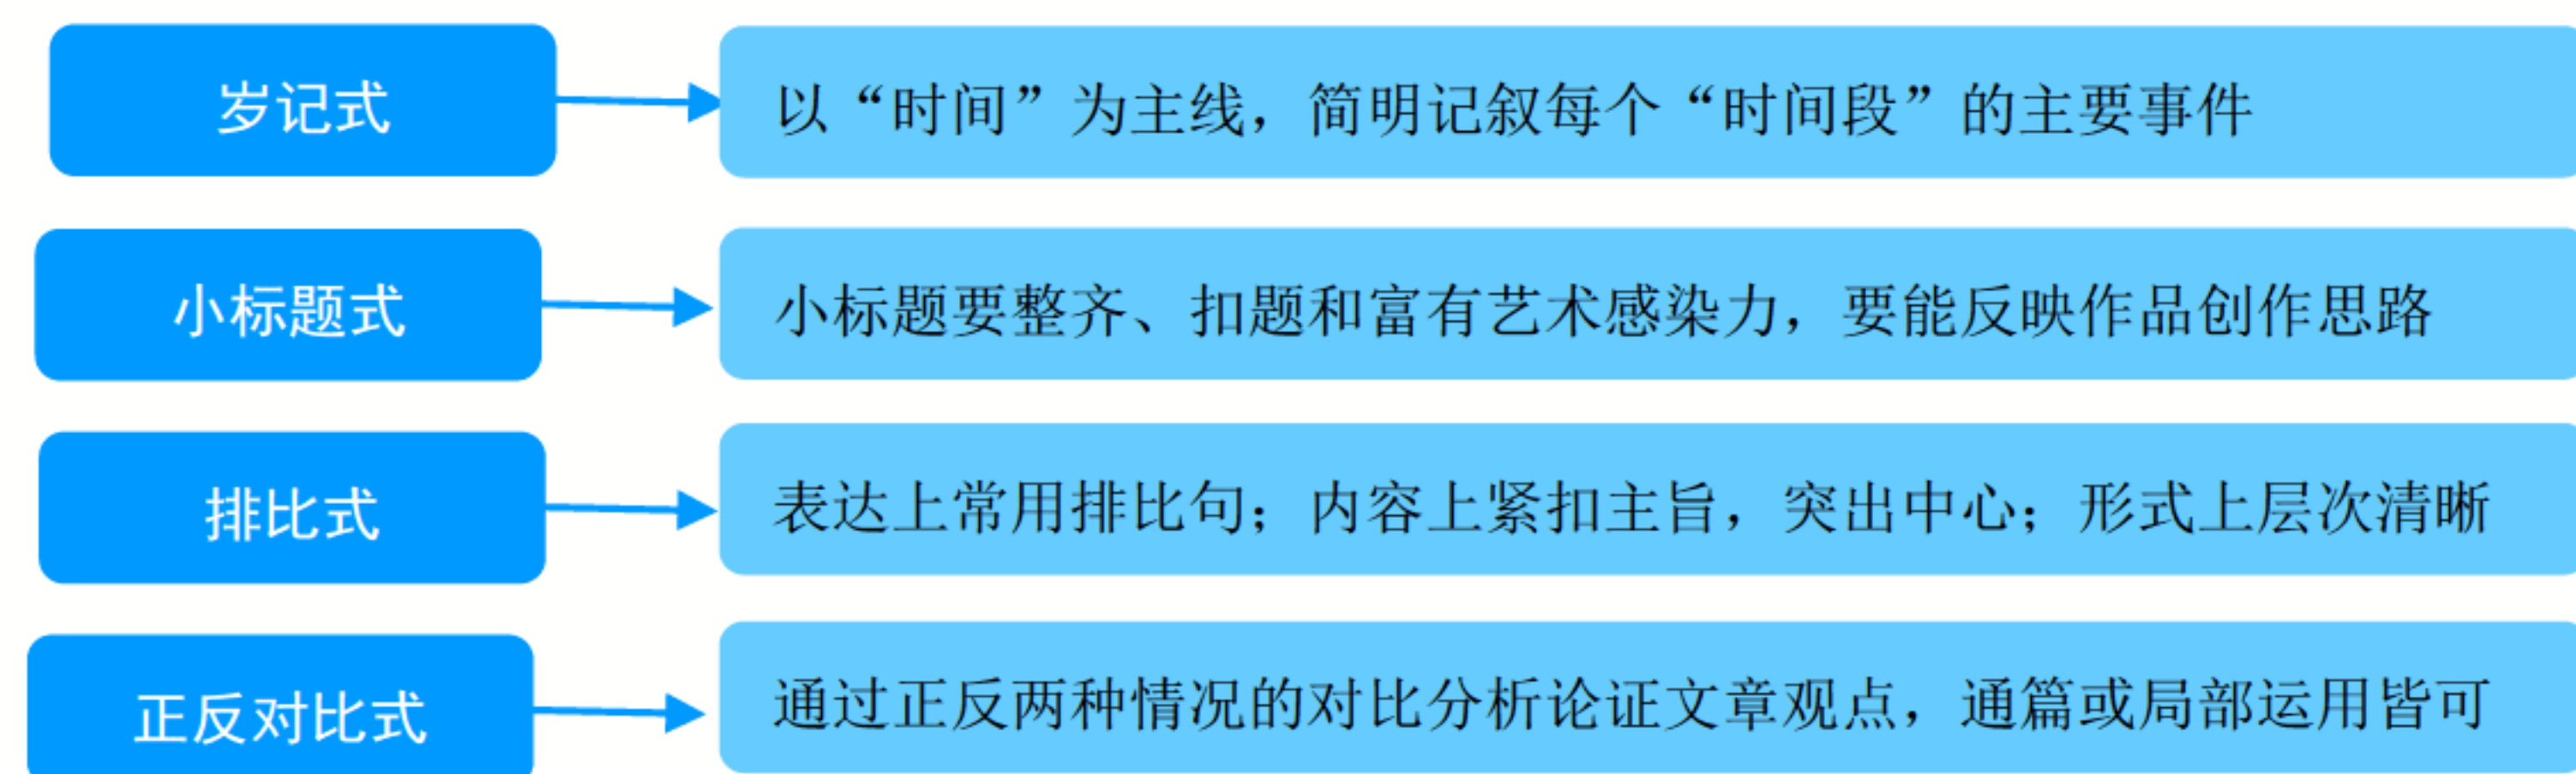 岁记式
以“时间”为主线，简明记叙每个“时间段”的主要事件
小标题式
小标题要整齐、扣题和富有艺术感染力，要能反映作品创作思路
排比式
表达上常用排比句；内容上紧扣主旨，突出中心；形式上层次清晰
正反对比式
通过正反两种情况的对比分析论证文章观点，通篇或局部运用皆可